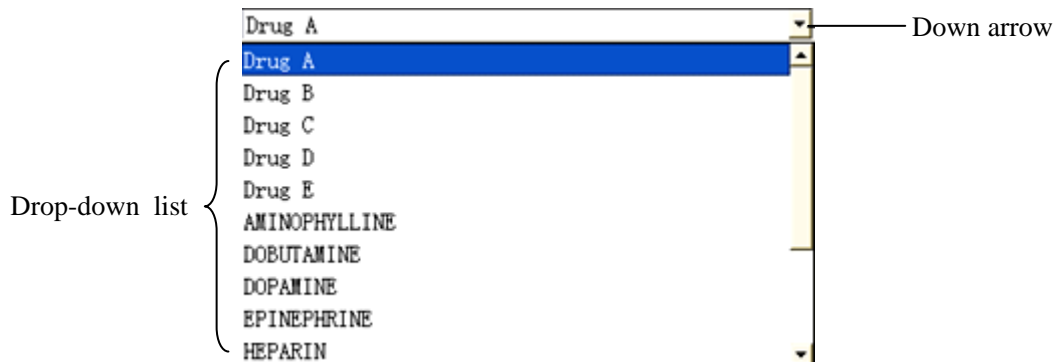 Drug A
Down arrow
Drug A
Drug B
Drug C
Drug D
Drug E
Drop-down list
AMINOPHYLLINE
DOBUTAMINE
DOPAMINE
EPINEPHRINE
HEPARIN